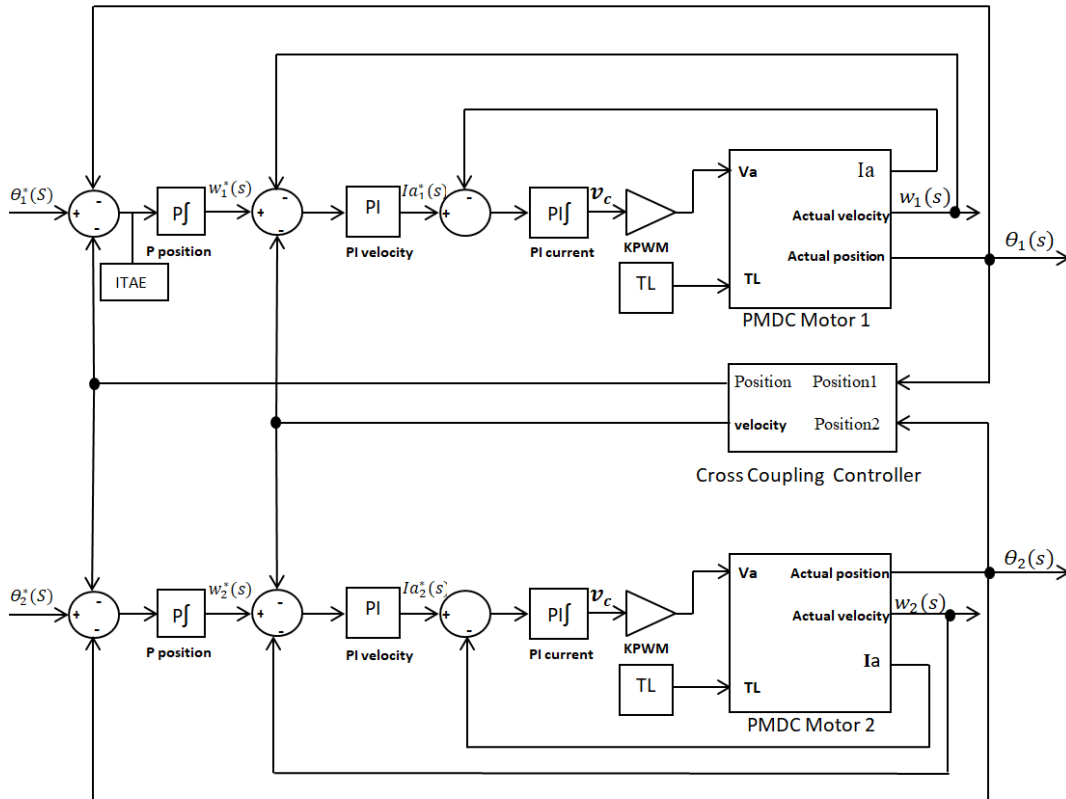 θ₁*(S)
+
-
-
P∫
P position
ITAE
w₁*(s)
+
-
-
PI
PI velocity
Ia₁*(s)
+
-
PI∫
PI current
v_c
KPWM
TL
Va
Ia
Actual velocity
Actual position
TL
PMDC Motor 1
w₁(s)
θ₁(s)
Position Position1
velocity Position2
Cross Coupling Controller
θ₂*(S)
+
-
-
P∫
P position
w₂*(s)
+
-
-
PI
PI velocity
Ia₂*(s)
+
-
PI∫
PI current
v_c
KPWM
TL
Va
Actual position
Actual velocity
Ia
TL
PMDC Motor 2
θ₂(s)
w₂(s)